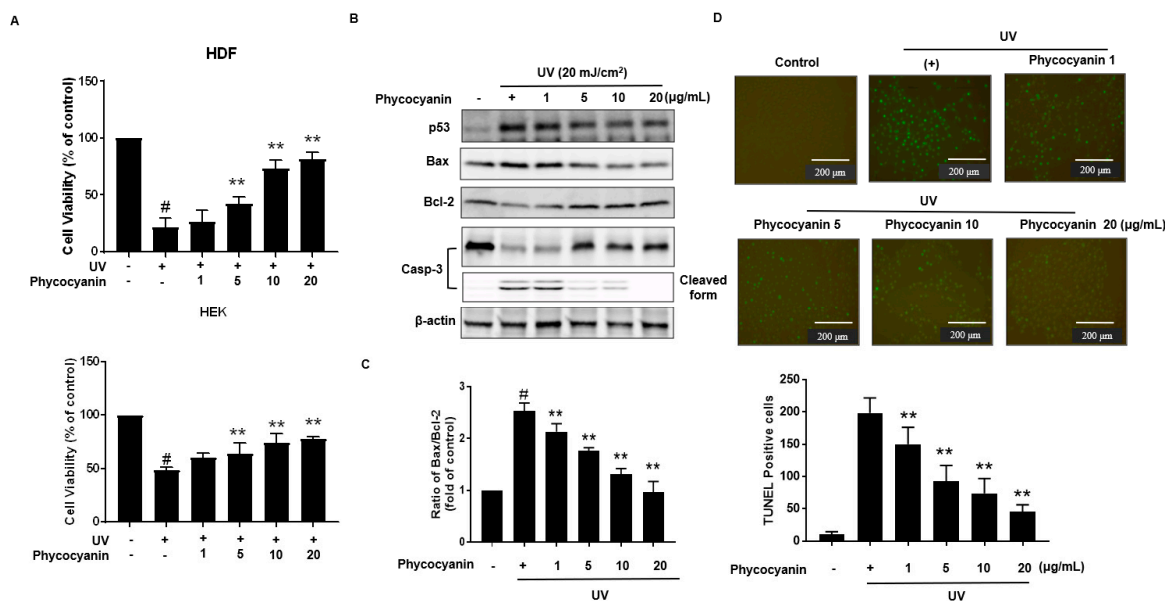 A
HDF
Cell Viability (% of control)
150
100
50
0
#
**
**
**
UV - + + + + +
Phycocyanin - - 1 5 10 20
HEK
Cell Viability (% of control)
150
100
50
0
#
**
**
**
UV - + + + + +
Phycocyanin - - 1 5 10 20
B
UV (20 mJ/cm²)
Phycocyanin - + 1 5 10 20 (μg/mL)
p53
Bax
Bcl-2
Casp-3
Cleaved
form
β-actin
C
Ratio of Bax/Bcl-2
(fold of control)
3
2
1
0
#
**
**
**
**
Phycocyanin - + 1 5 10 20
UV
D
UV
Control (+) Phycocyanin 1
200 μm 200 μm 200 μm
UV
Phycocyanin 5 Phycocyanin 10 Phycocyanin 20 (μg/mL)
200 μm 200 μm 200 μm
TUNEL Positive cells
250
200
150
100
50
0
**
**
**
**
Phycocyanin - + 1 5 10 20 (μg/mL)
UV